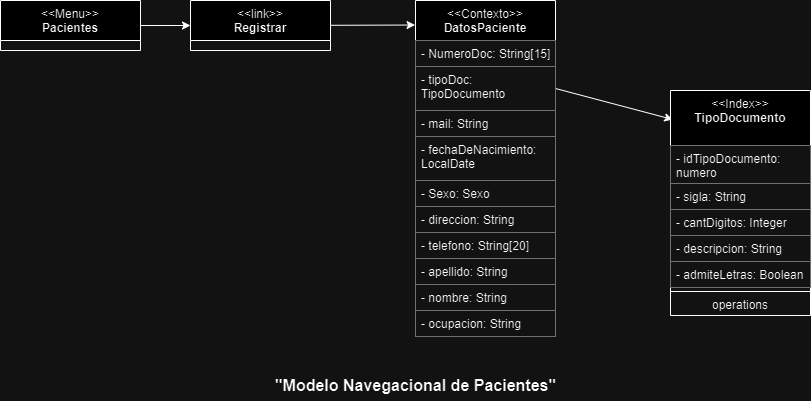 <<Menu>>
Pacientes
<<link>>
Registrar
<<Contexto>>
DatosPaciente
- NumeroDoc: String[15]
- tipoDoc:
TipoDocumento
- mail: String
- fechaDeNacimiento:
LocalDate
- Sexo: Sexo
- direccion: String
- telefono: String[20]
- apellido: String
- nombre: String
- ocupacion: String
<<Index>>
TipoDocumento
- idTipoDocumento:
numero
- sigla: String
- cantDigitos: Integer
- descripcion: String
- admiteLetras: Boolean
operations
"Modelo Navegacional de Pacientes"